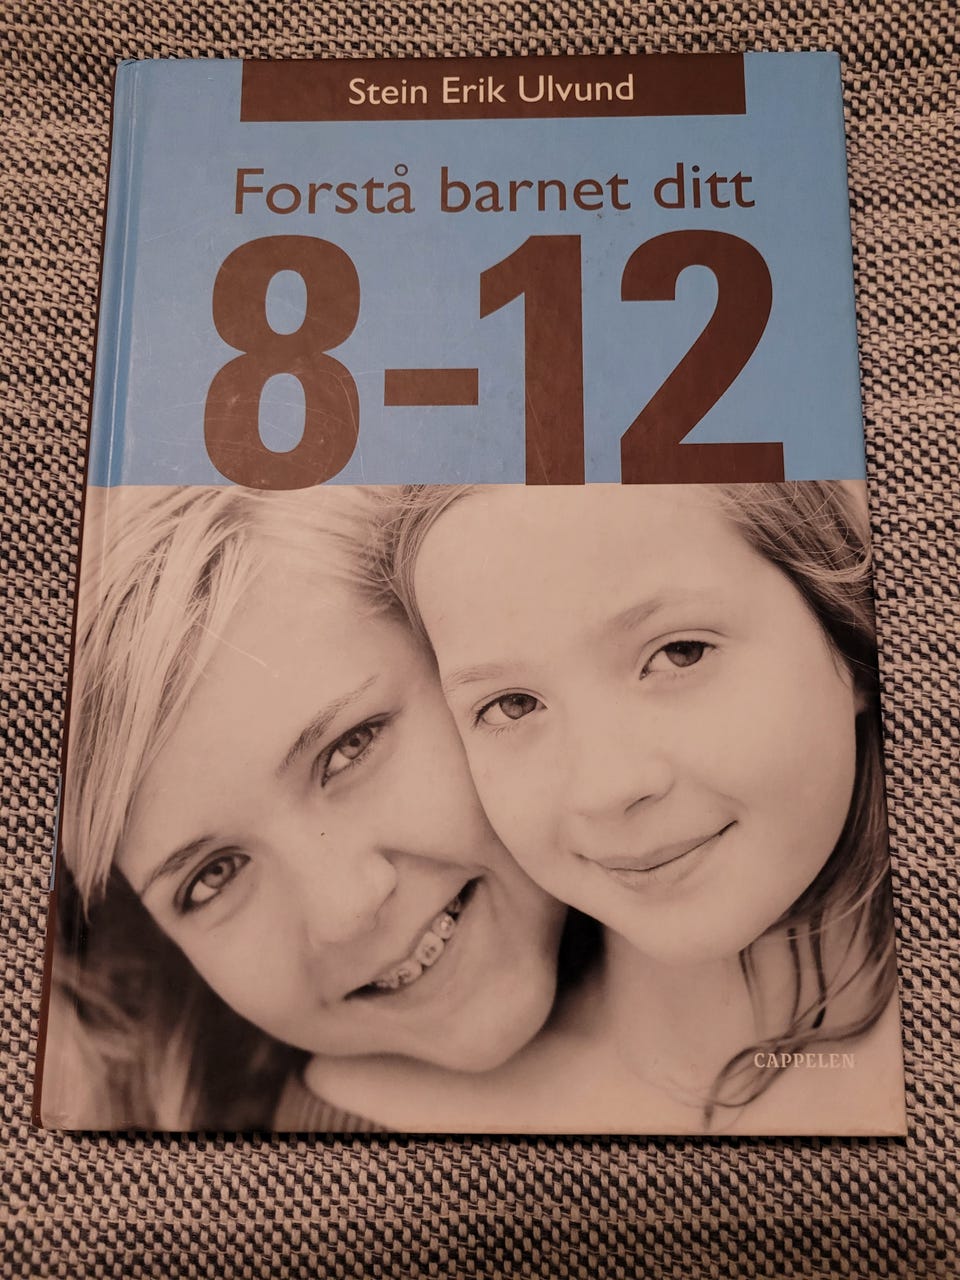 Stein Erik Ulvund
Forstå barnet ditt
8-12
CAPPELEN